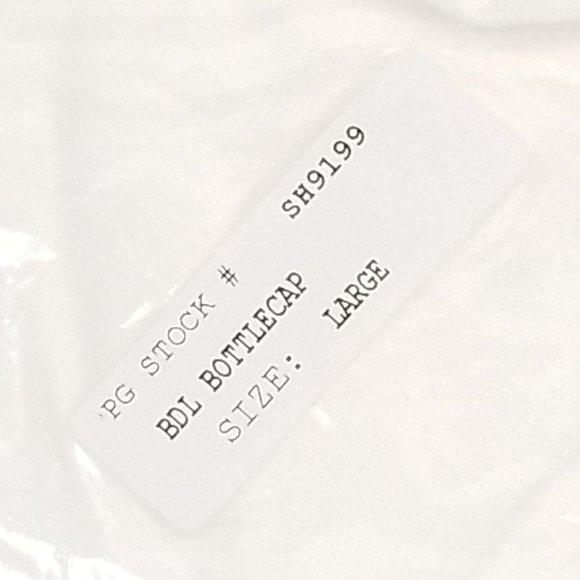 PG STOCK # SH9199
BDL BOTTLECAP
SIZE: LARGE